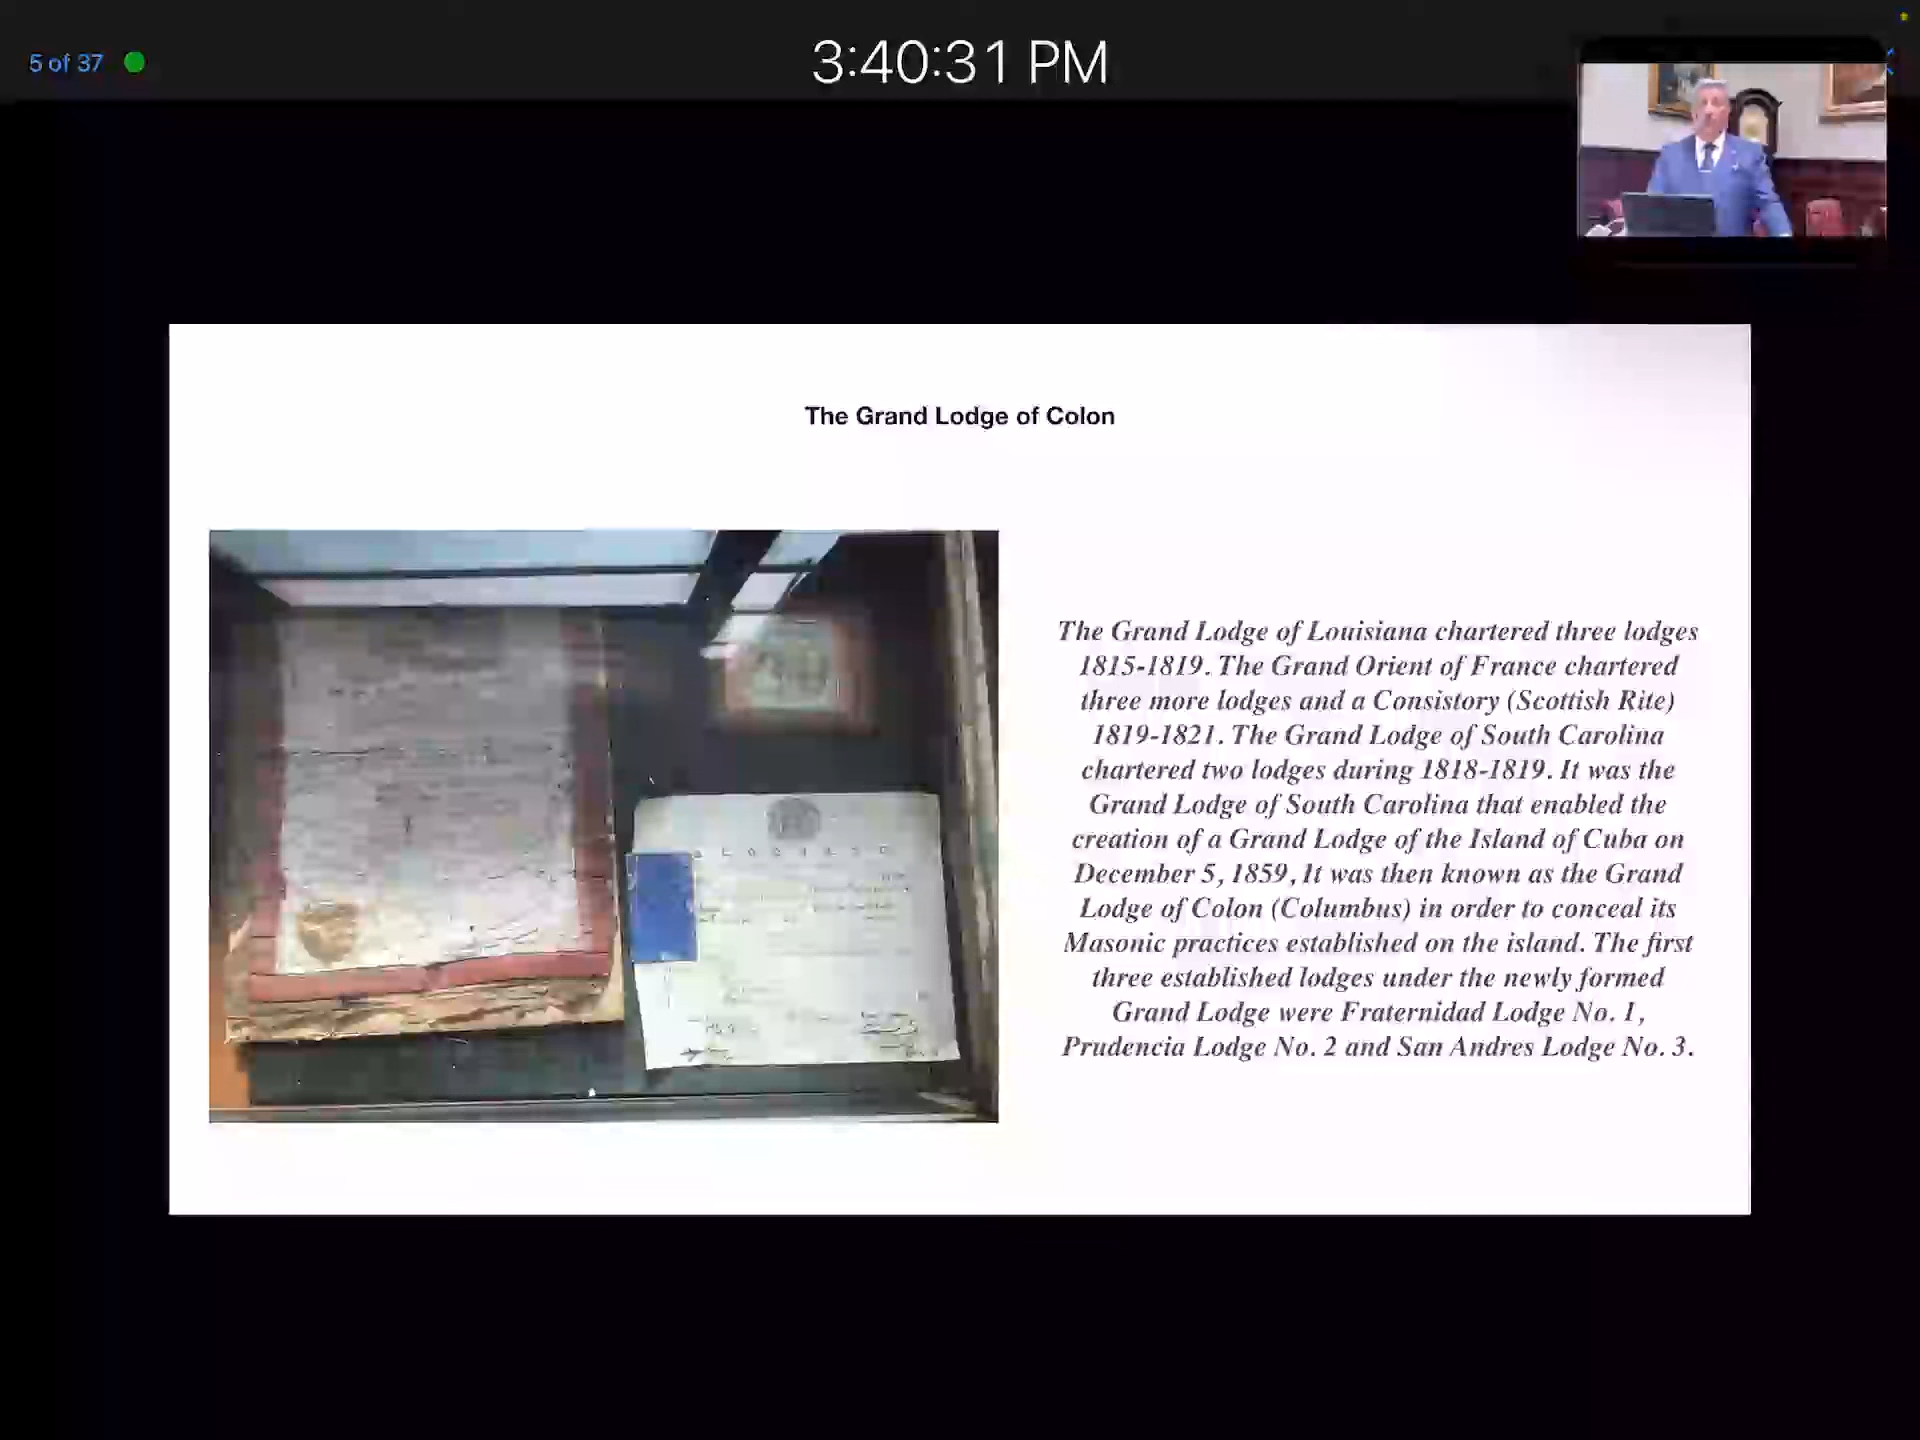 5 of 37
3:40:31 PM
The Grand Lodge of Colon
The Grand Lodge of Louisiana chartered three lodges
1815-1819. The Grand Orient of France chartered
three more lodges and a Consistory (Scottish Rite)
1819-1821. The Grand Lodge of South Carolina
chartered two lodges during 1818-1819. It was the
Grand Lodge of South Carolina that enabled the
creation of a Grand Lodge of the Island of Cuba on
December 5, 1859, It was then known as the Grand
Lodge of Colon (Columbus) in order to conceal its
Masonic practices established on the island. The first
three established lodges under the newly formed
Grand Lodge were Fraternidad Lodge No. 1,
Prudencia Lodge No. 2 and San Andres Lodge No. 3.